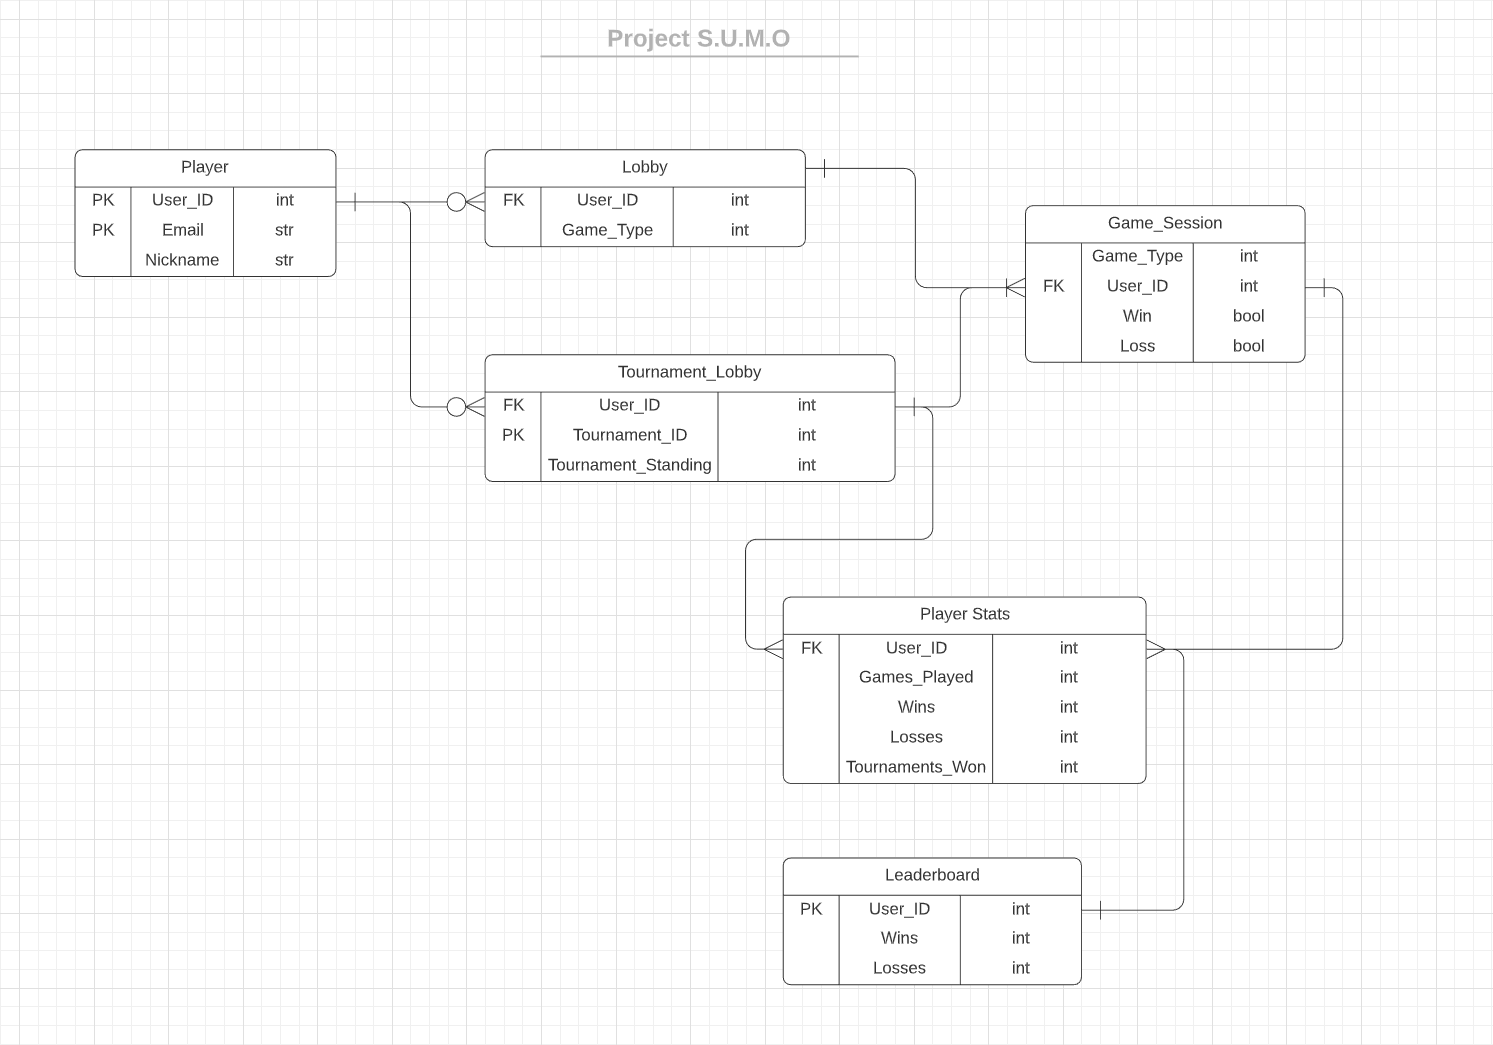 Project S.U.M.O
Player
PK User_ID int
PK Email str
Nickname str
Lobby
FK User_ID int
Game_Type int
Game_Session
Game_Type int
FK User_ID int
Win bool
Loss bool
Tournament_Lobby
FK User_ID int
PK Tournament_ID int
Tournament_Standing int
Player Stats
FK User_ID int
Games_Played int
Wins int
Losses int
Tournaments_Won int
Leaderboard
PK User_ID int
Wins int
Losses int